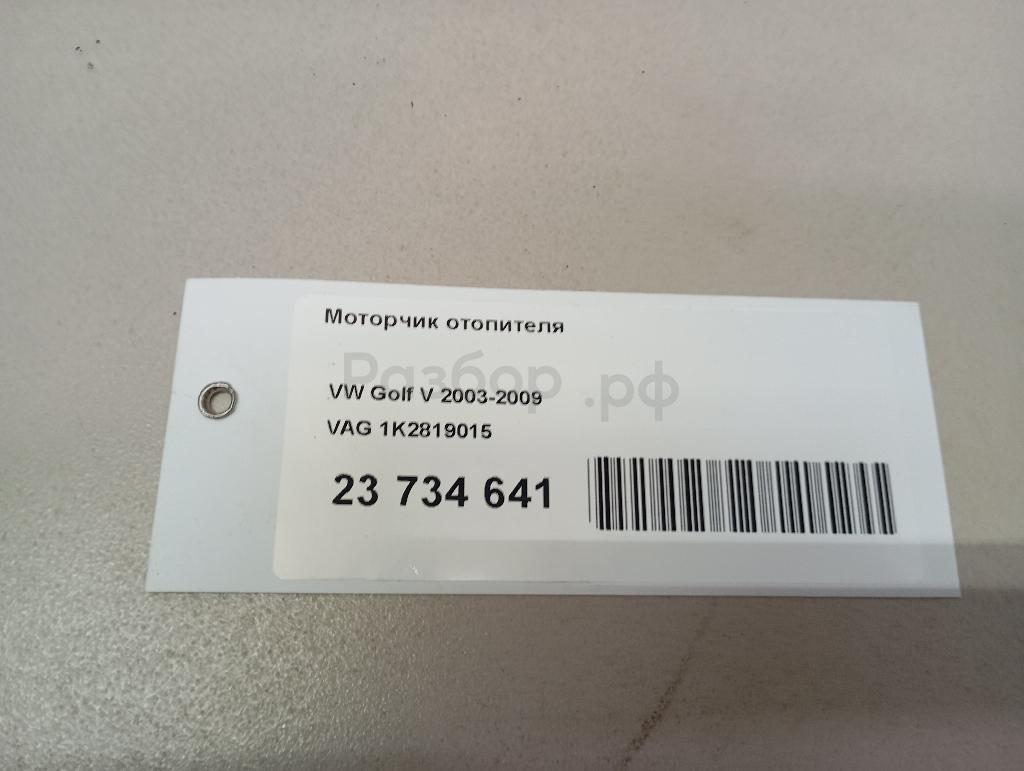 Моторчик отопителя
Разбор.рф
VW Golf V 2003-2009
VAG 1K2819015
23 734 641